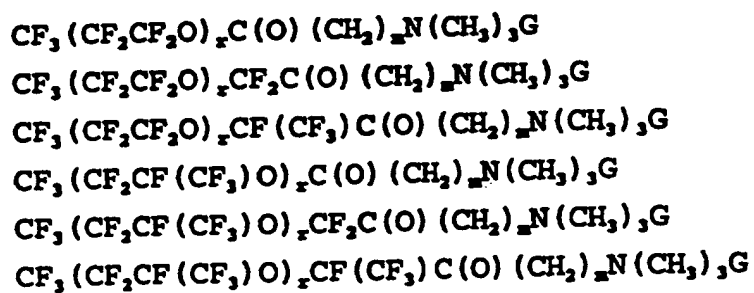 CF₃(CF₂CF₂O)ₓC(O)(CH₂)ₘN(CH₃)₃G
CF₃(CF₂CF₂O)ₓCF₂C(O)(CH₂)ₘN(CH₃)₃G
CF₃(CF₂CF₂O)ₓCF(CF₃)C(O)(CH₂)ₘN(CH₃)₃G
CF₃(CF₂CF(CF₃)O)ₓC(O)(CH₂)ₘN(CH₃)₃G
CF₃(CF₂CF(CF₃)O)ₓCF₂C(O)(CH₂)ₘN(CH₃)₃G
CF₃(CF₂CF(CF₃)O)ₓCF(CF₃)C(O)(CH₂)ₘN(CH₃)₃G